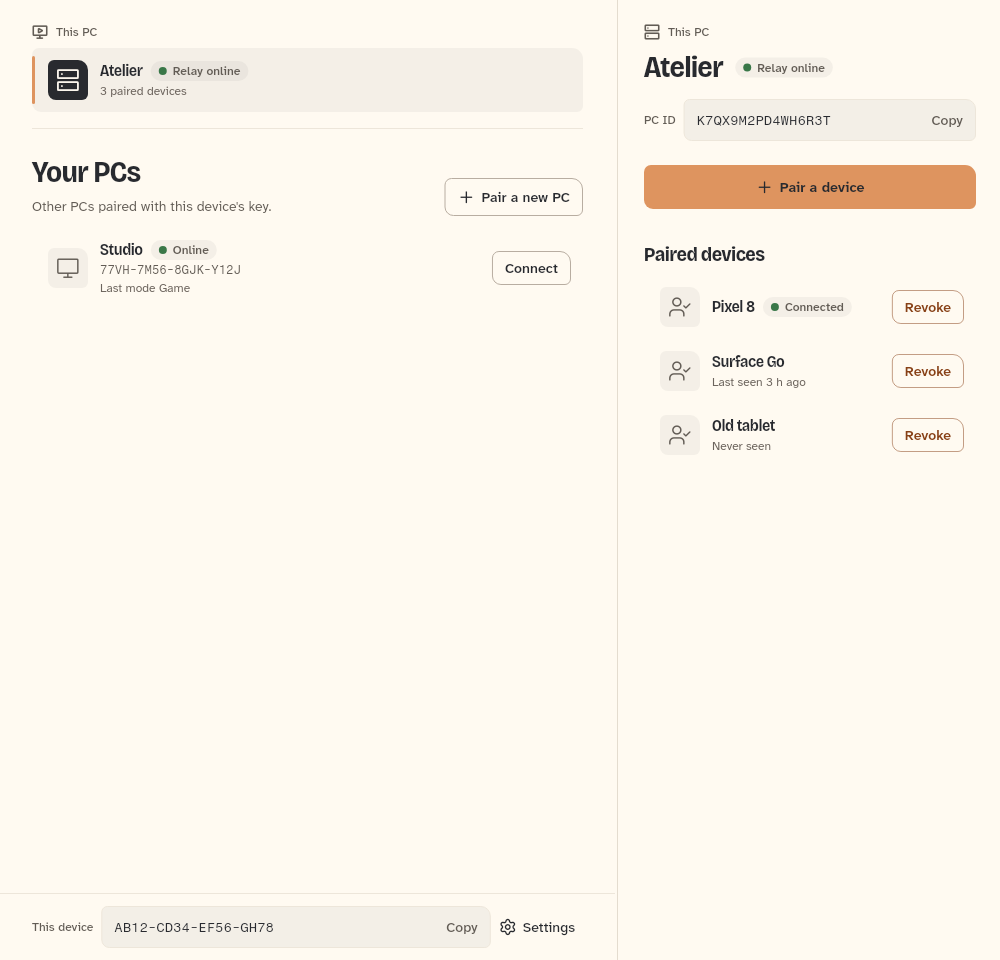 This PC
Atelier
Relay online
3 paired devices
Your PCs
Other PCs paired with this device's key.
Pair a new PC
Studio
Online
77VH-7M56-8GJK-Y12J
Last mode Game
Connect
This device
AB12-CD34-EF56-GH78
Copy
Settings
This PC
Atelier
Relay online
PC ID
K7QX9M2PD4WH6R3T
Copy
Pair a device
Paired devices
Pixel 8
Connected
Revoke
Surface Go
Last seen 3 h ago
Revoke
Old tablet
Never seen
Revoke